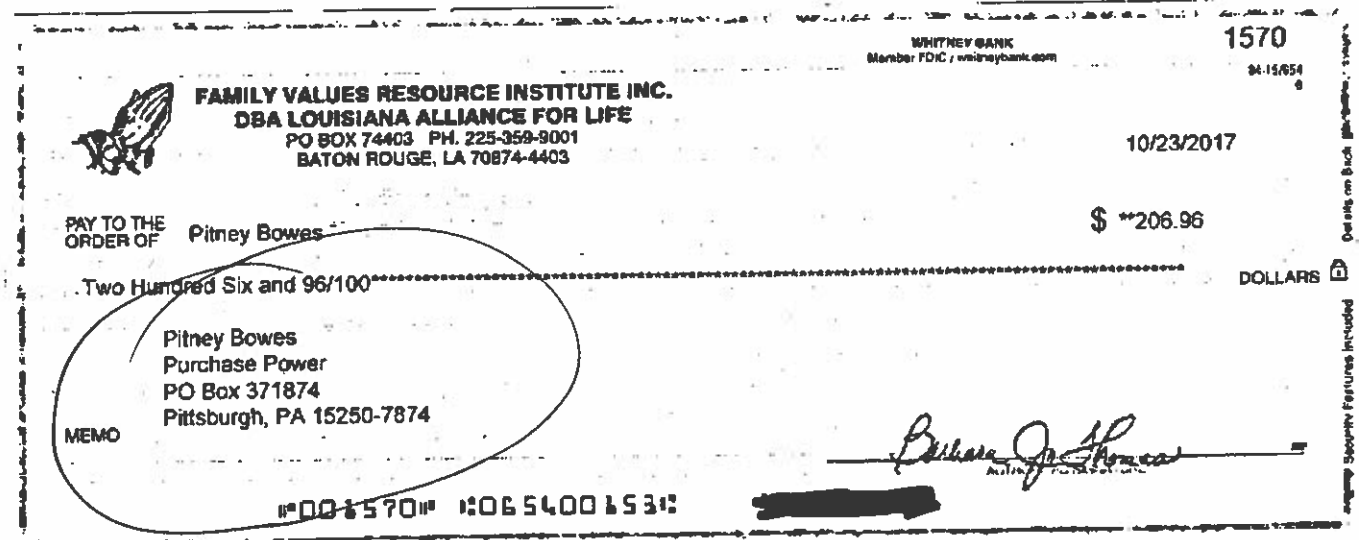 WHITNEY BANK
Member FDIC / whitneybank.com
1570
84-15/654
FAMILY VALUES RESOURCE INSTITUTE INC.
DBA LOUISIANA ALLIANCE FOR LIFE
PO BOX 74403 PH. 225-359-9001
BATON ROUGE, LA 70874-4403
10/23/2017
PAY TO THE
ORDER OF Pitney Bowes
$ **206.96
Two Hundred Six and 96/100
DOLLARS
Pitney Bowes
Purchase Power
PO Box 371874
Pittsburgh, PA 15250-7874
MEMO
Barbara J. Thomas
⑈001570⑈ ⑆065400153⑆
Security Features Included
Details on Back